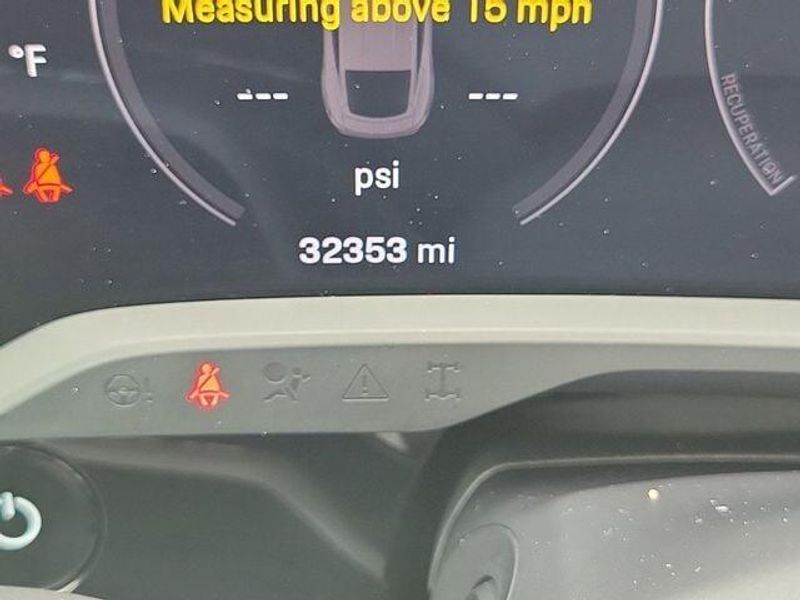 Measuring above 15 mph
°F
--- ---
psi
RECUPERATION
32353 mi